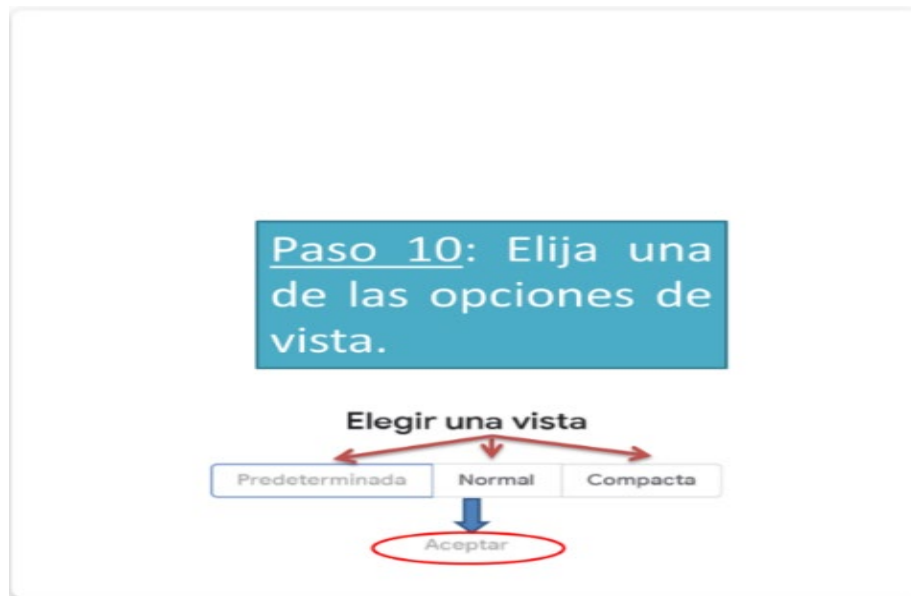 Paso 10: Elija una
de las opciones de
vista.
Elegir una vista
Predeterminada Normal Compacta
Aceptar